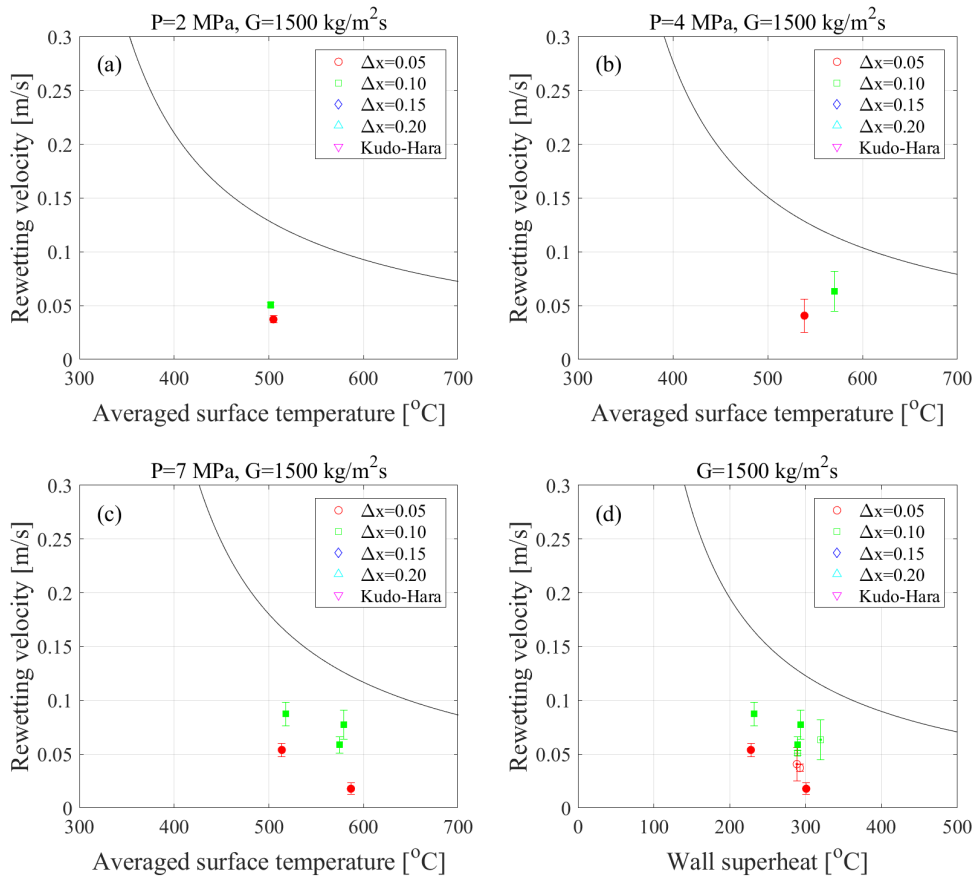 P=2 MPa, G=1500 kg/m²s
(a)
Δx=0.05
Δx=0.10
Δx=0.15
Δx=0.20
Kudo-Hara
0.3
0.25
0.2
0.15
0.1
0.05
0
Rewetting velocity [m/s]
300 400 500 600 700
Averaged surface temperature [°C]
P=4 MPa, G=1500 kg/m²s
(b)
Δx=0.05
Δx=0.10
Δx=0.15
Δx=0.20
Kudo-Hara
0.3
0.25
0.2
0.15
0.1
0.05
0
Rewetting velocity [m/s]
300 400 500 600 700
Averaged surface temperature [°C]
P=7 MPa, G=1500 kg/m²s
(c)
Δx=0.05
Δx=0.10
Δx=0.15
Δx=0.20
Kudo-Hara
0.3
0.25
0.2
0.15
0.1
0.05
0
Rewetting velocity [m/s]
300 400 500 600 700
Averaged surface temperature [°C]
G=1500 kg/m²s
(d)
Δx=0.05
Δx=0.10
Δx=0.15
Δx=0.20
Kudo-Hara
0.3
0.25
0.2
0.15
0.1
0.05
0
Rewetting velocity [m/s]
0 100 200 300 400 500
Wall superheat [°C]